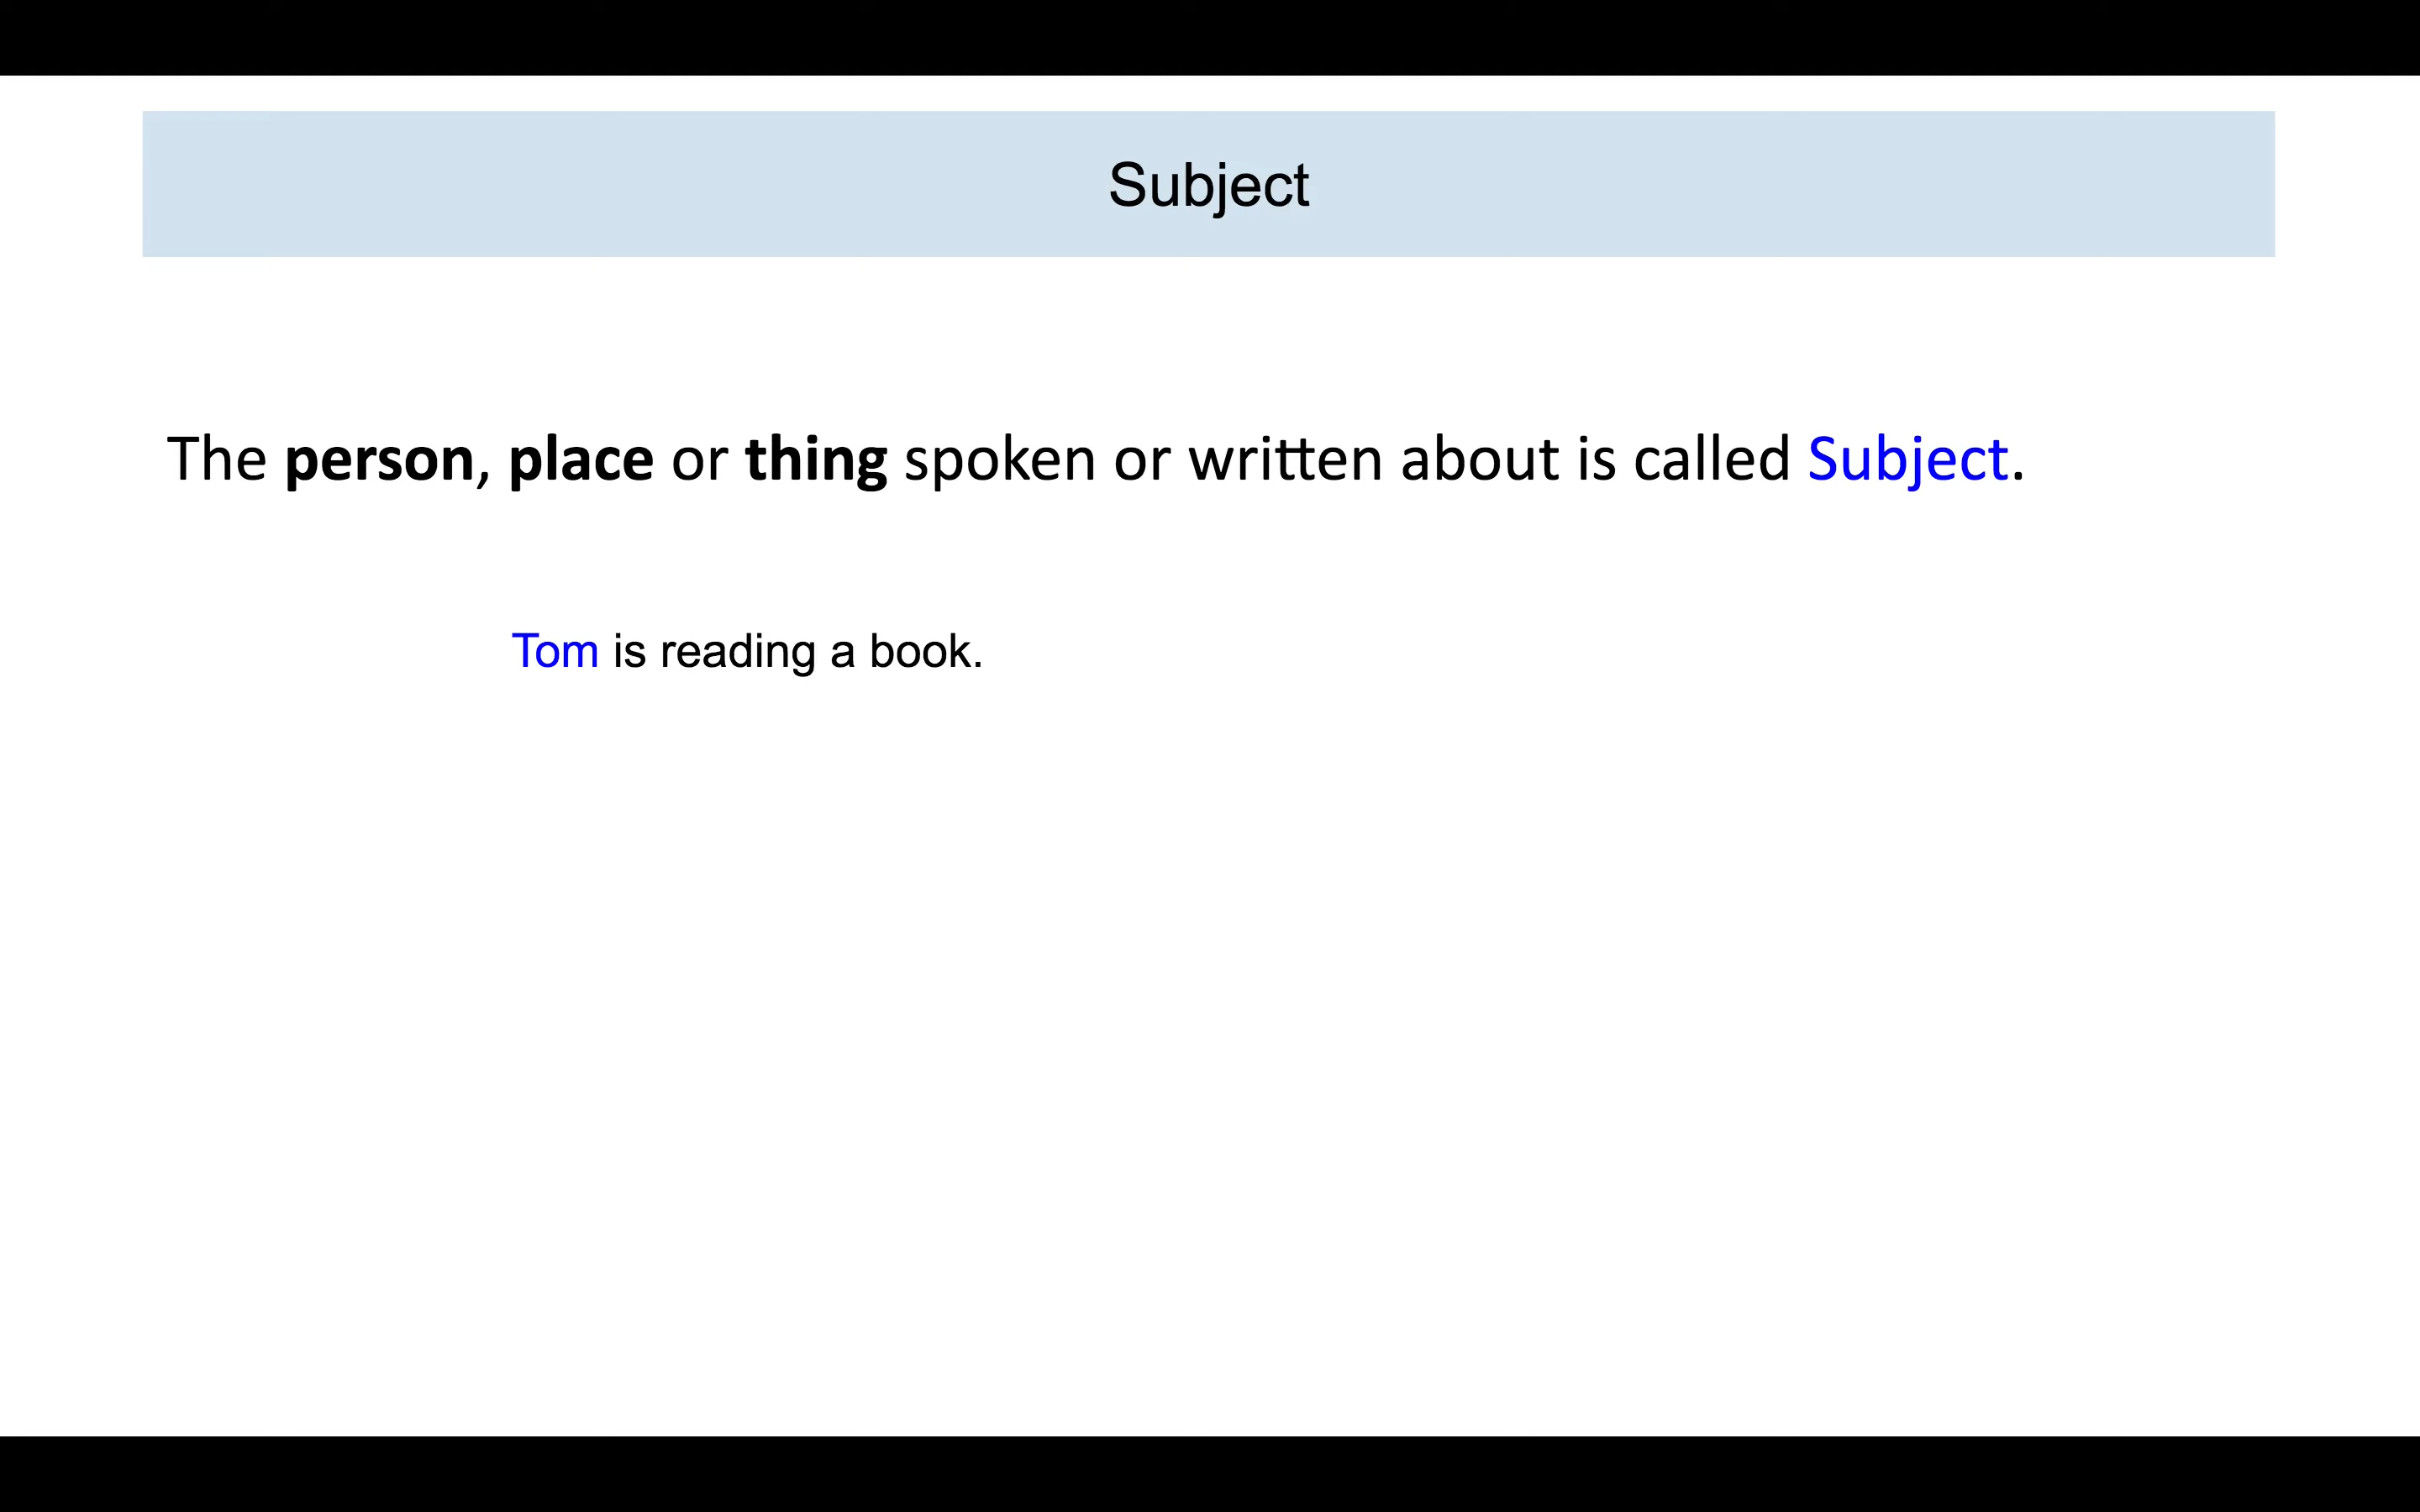 Subject
The person, place or thing spoken or written about is called Subject.
Tom is reading a book.